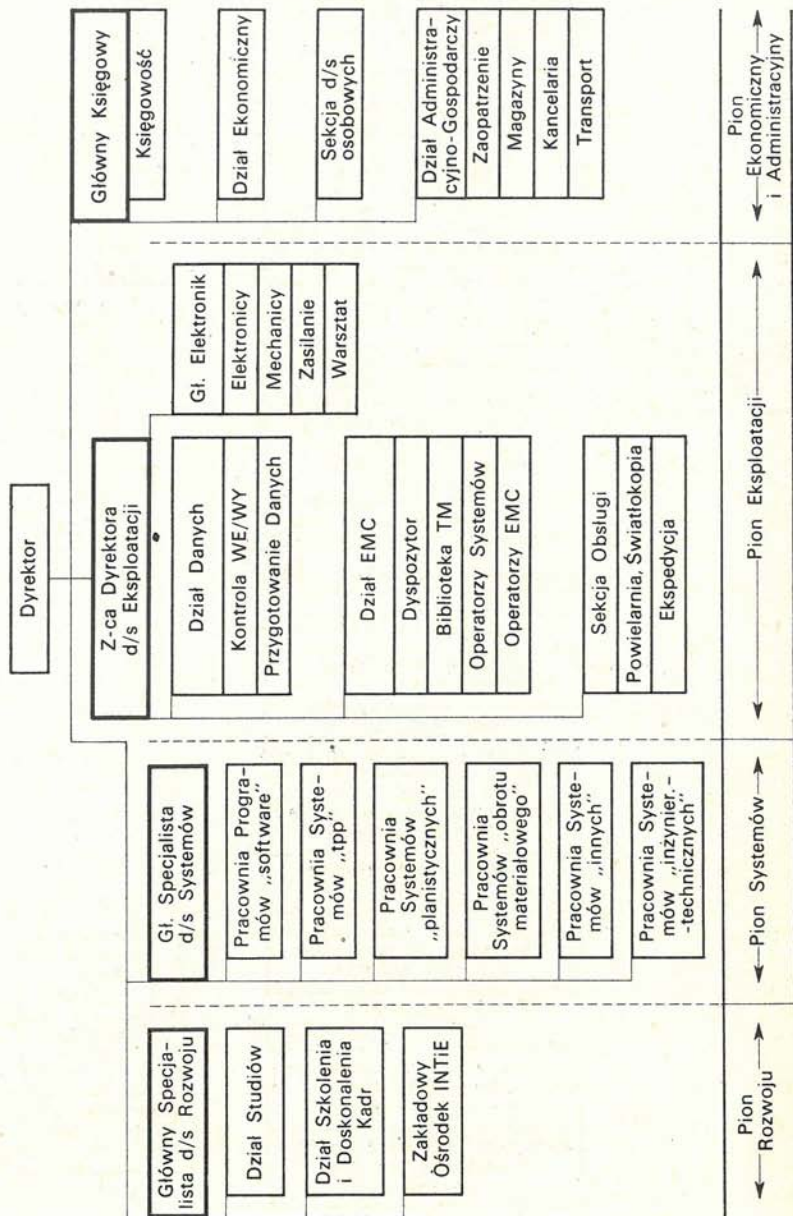 Dyrektor
Główny Specja-
lista d/s Rozwoju
Dział Studiów
Dział Szkolenia
i Doskonalenia
Kadr
Zakładowy
Ośrodek INTiE
Gł. Specjalista
d/s Systemów
Pracownia Progra-
mów „software"
Pracownia Syste-
mów „tpp"
Pracownia
Systemów
„planistycznych"
Pracownia
Systemów „obrotu
materiałowego"
Pracownia Syste-
mów „innych"
Pracownia Syste-
mów „inżynier.-
-technicznych"
Z-ca Dyrektora
d/s Eksploatacji
Dział Danych
Kontrola WE/WY
Przygotowanie Danych
Dział EMC
Dyspozytor
Biblioteka TM
Operatorzy Systemów
Operatorzy EMC
Sekcja Obsługi
Powielarnia, Światłokopia
Ekspedycja
Gł. Elektronik
Elektronicy
Mechanicy
Zasilanie
Warsztat
Główny Księgowy
Księgowość
Dział Ekonomiczny
Sekcja d/s
osobowych
Dział Administra-
cyjno-Gospodarczy
Zaopatrzenie
Magazyny
Kancelaria
Transport
Pion
Rozwoju
Pion Systemów
Pion Eksploatacji
Pion
Ekonomiczny
i Administracyjny